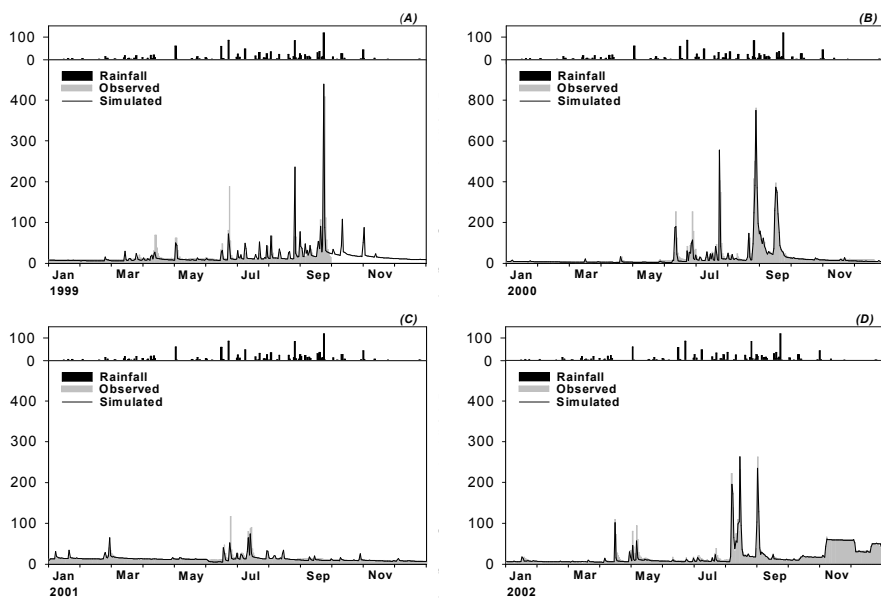 (A)
100
0
Rainfall
Observed
Simulated
400
300
200
100
0
Jan Mar May Jul Sep Nov
1999
(B)
100
0
Rainfall
Observed
Simulated
800
600
400
200
0
Jan Mar May Jul Sep Nov
2000
(C)
100
0
Rainfall
Observed
Simulated
400
300
200
100
0
Jan Mar May Jul Sep Nov
2001
(D)
100
0
Rainfall
Observed
Simulated
400
300
200
100
0
Jan Mar May Jul Sep Nov
2002